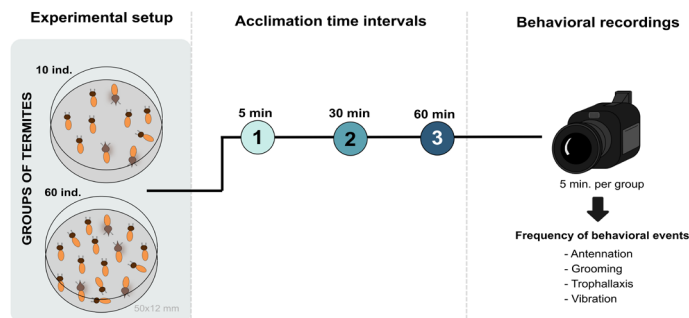 Experimental setup
Acclimation time intervals
Behavioral recordings
GROUPS OF TERMITES
10 ind.
60 ind.
50x12 mm
5 min
30 min
60 min
1
2
3
5 min. per group
Frequency of behavioral events
- Antennation
- Grooming
- Trophallaxis
- Vibration